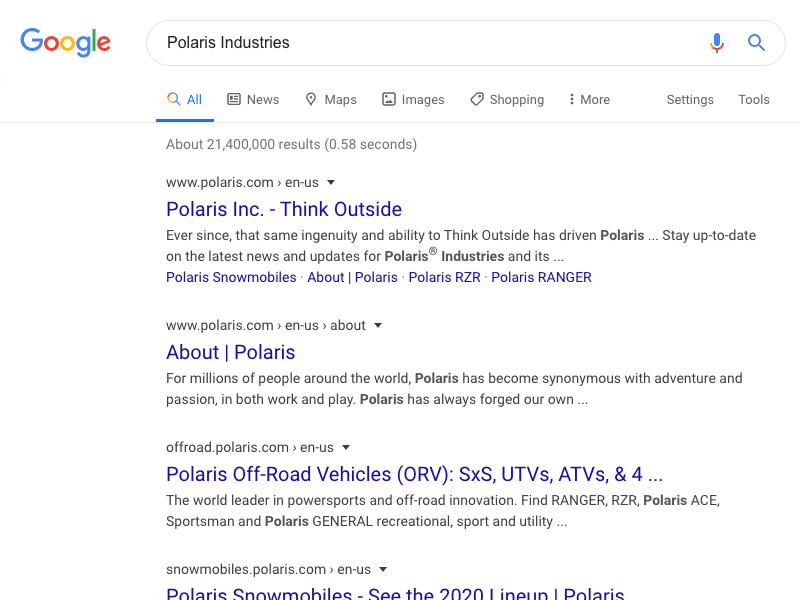 Google
Polaris Industries
All News Maps Images Shopping More Settings Tools
About 21,400,000 results (0.58 seconds)
www.polaris.com › en-us
Polaris Inc. - Think Outside
Ever since, that same ingenuity and ability to Think Outside has driven Polaris ... Stay up-to-date
on the latest news and updates for Polaris® Industries and its ...
Polaris Snowmobiles · About | Polaris · Polaris RZR · Polaris RANGER
www.polaris.com › en-us › about
About | Polaris
For millions of people around the world, Polaris has become synonymous with adventure and
passion, in both work and play. Polaris has always forged our own ...
offroad.polaris.com › en-us
Polaris Off-Road Vehicles (ORV): SxS, UTVs, ATVs, & 4 ...
The world leader in powersports and off-road innovation. Find RANGER, RZR, Polaris ACE,
Sportsman and Polaris GENERAL recreational, sport and utility ...
snowmobiles.polaris.com › en-us
Polaris Snowmobiles - See the 2020 Lineup | Polaris